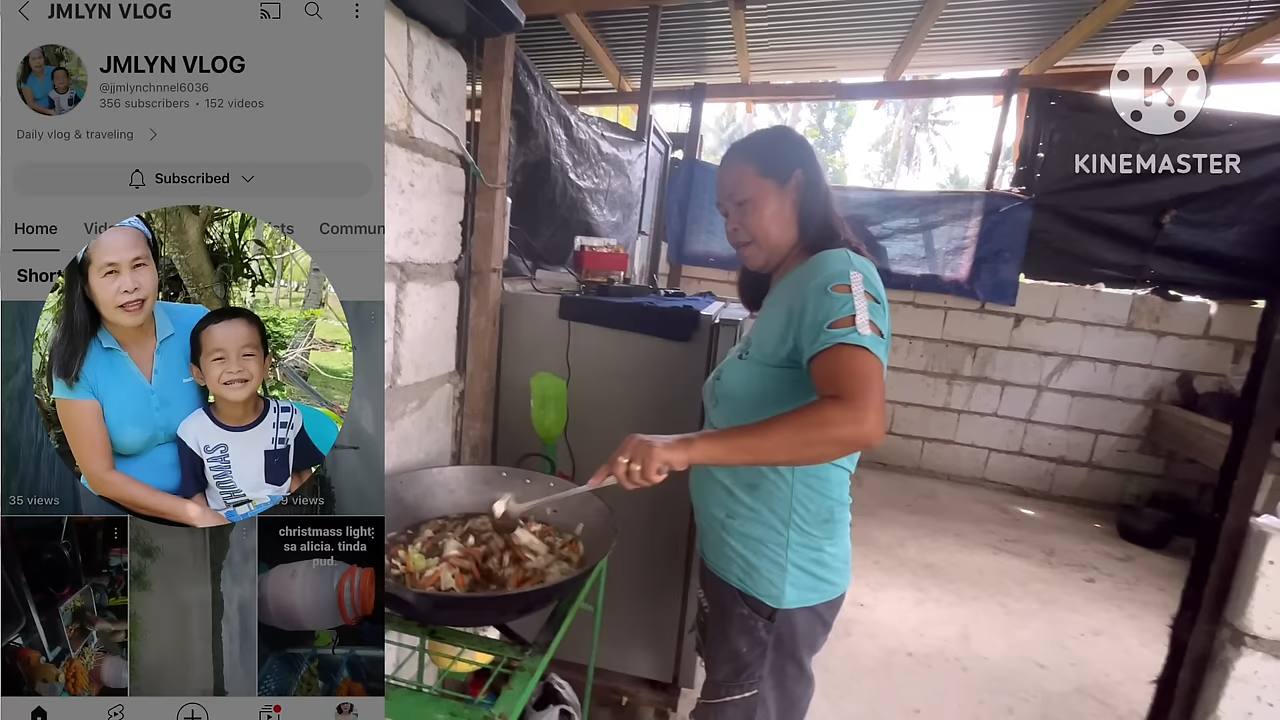 JMLYN VLOG
JMLYN VLOG
@jjmlynchnnel6036
356 subscribers • 152 videos
Daily vlog & traveling
Subscribed
Home
Commun
35 views
9 views
christmass light
sa alicia. tinda
pud.
KINEMASTER